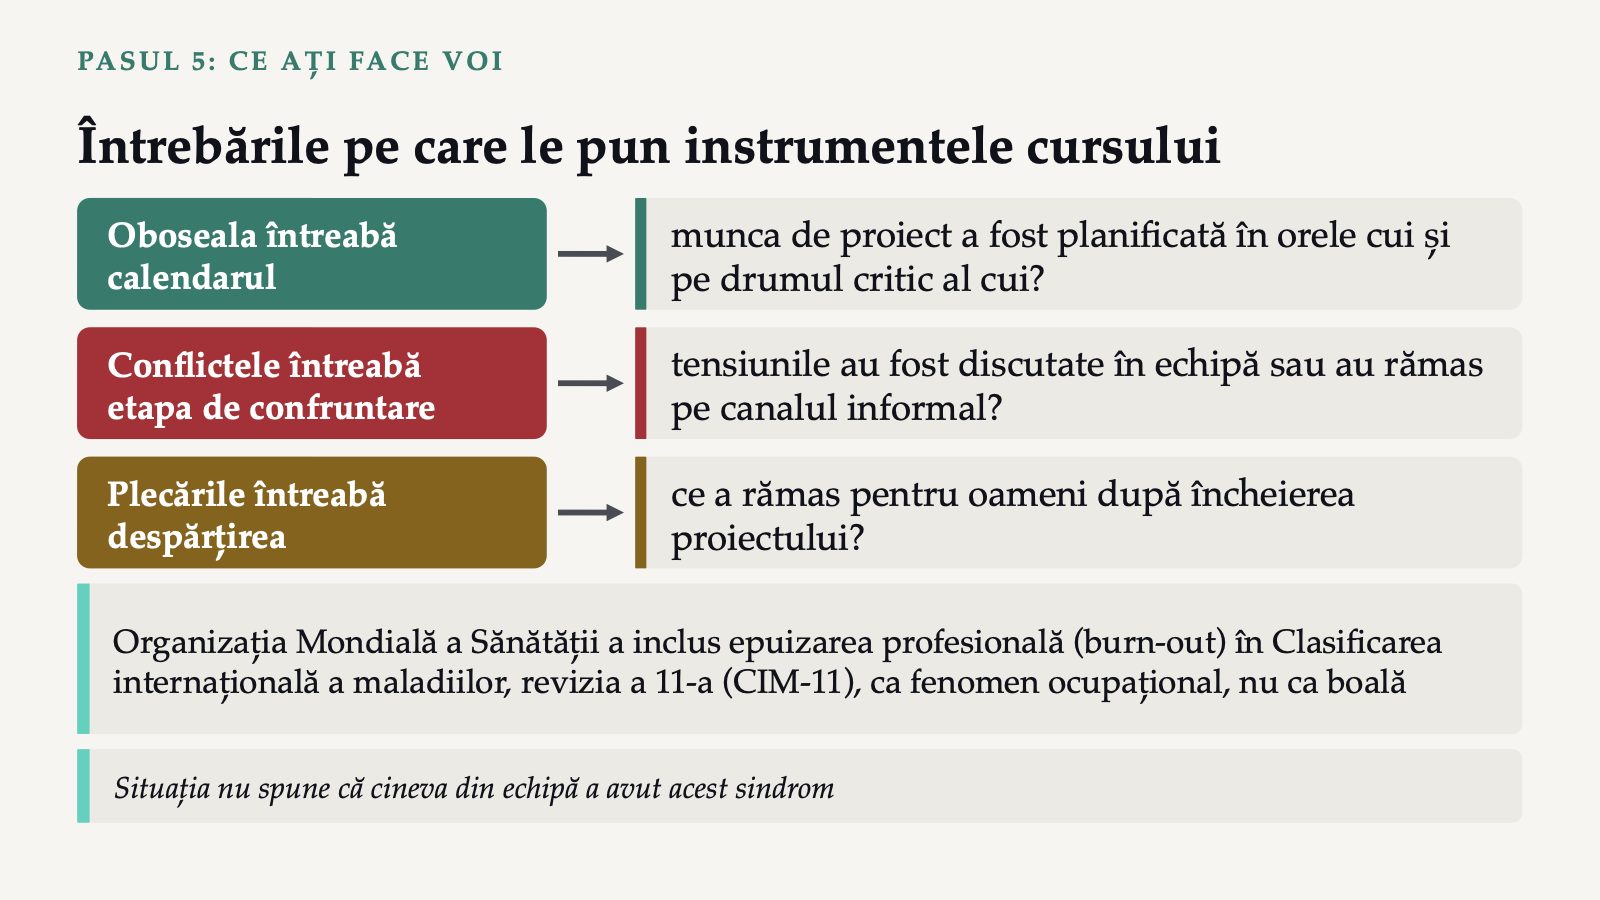 PASUL 5: CE AȚI FACE VOI
Întrebările pe care le pun instrumentele cursului
Oboseala întreabă
calendarul
munca de proiect a fost planificată în orele cui și
pe drumul critic al cui?
Conflictele întreabă
etapa de confruntare
tensiunile au fost discutate în echipă sau au rămas
pe canalul informal?
Plecările întreabă
despărțirea
ce a rămas pentru oameni după încheierea
proiectului?
Organizația Mondială a Sănătății a inclus epuizarea profesională (burn-out) în Clasificarea
internațională a maladiilor, revizia a 11-a (CIM-11), ca fenomen ocupațional, nu ca boală
Situația nu spune că cineva din echipă a avut acest sindrom